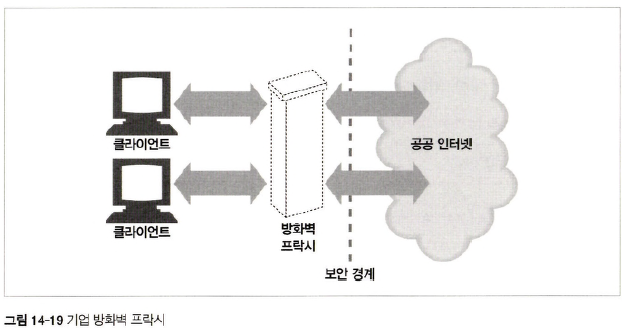 클라이언트
공공 인터넷
클라이언트
방화벽
프락시
보안 경계
그림 14-19 기업 방화벽 프락시